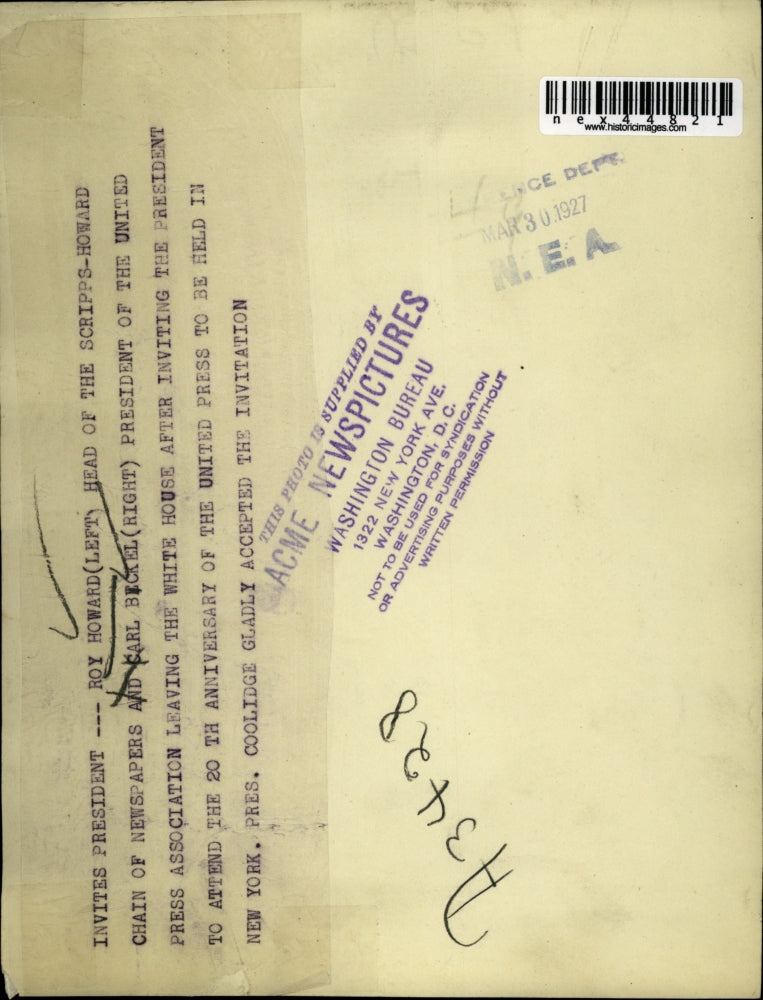 INVITES PRESIDENT --- ROY HOWARD(LEFT) HEAD OF THE SCRIPPS-HOWARD
CHAIN OF NEWSPAPERS AND CARL BICKEL(RIGHT) PRESIDENT OF THE UNITED
PRESS ASSOCIATION LEAVING THE WHITE HOUSE AFTER INVITING THE PRESIDENT
TO ATTEND THE 20 TH ANNIVERSARY OF THE UNITED PRESS TO BE HELD IN
NEW YORK. PRES. COOLIDGE GLADLY ACCEPTED THE INVITATION
THIS PHOTO IS SUPPLIED BY
ACME NEWSPICTURES
WASHINGTON BUREAU
1322 NEW YORK AVE.
WASHINGTON, D. C.
NOT TO BE USED FOR SYNDICATION
OR ADVERTISING PURPOSES WITHOUT
WRITTEN PERMISSION
DEPT.
MAR 30 1927
N. E. A.
nex44821
www.historicimages.com